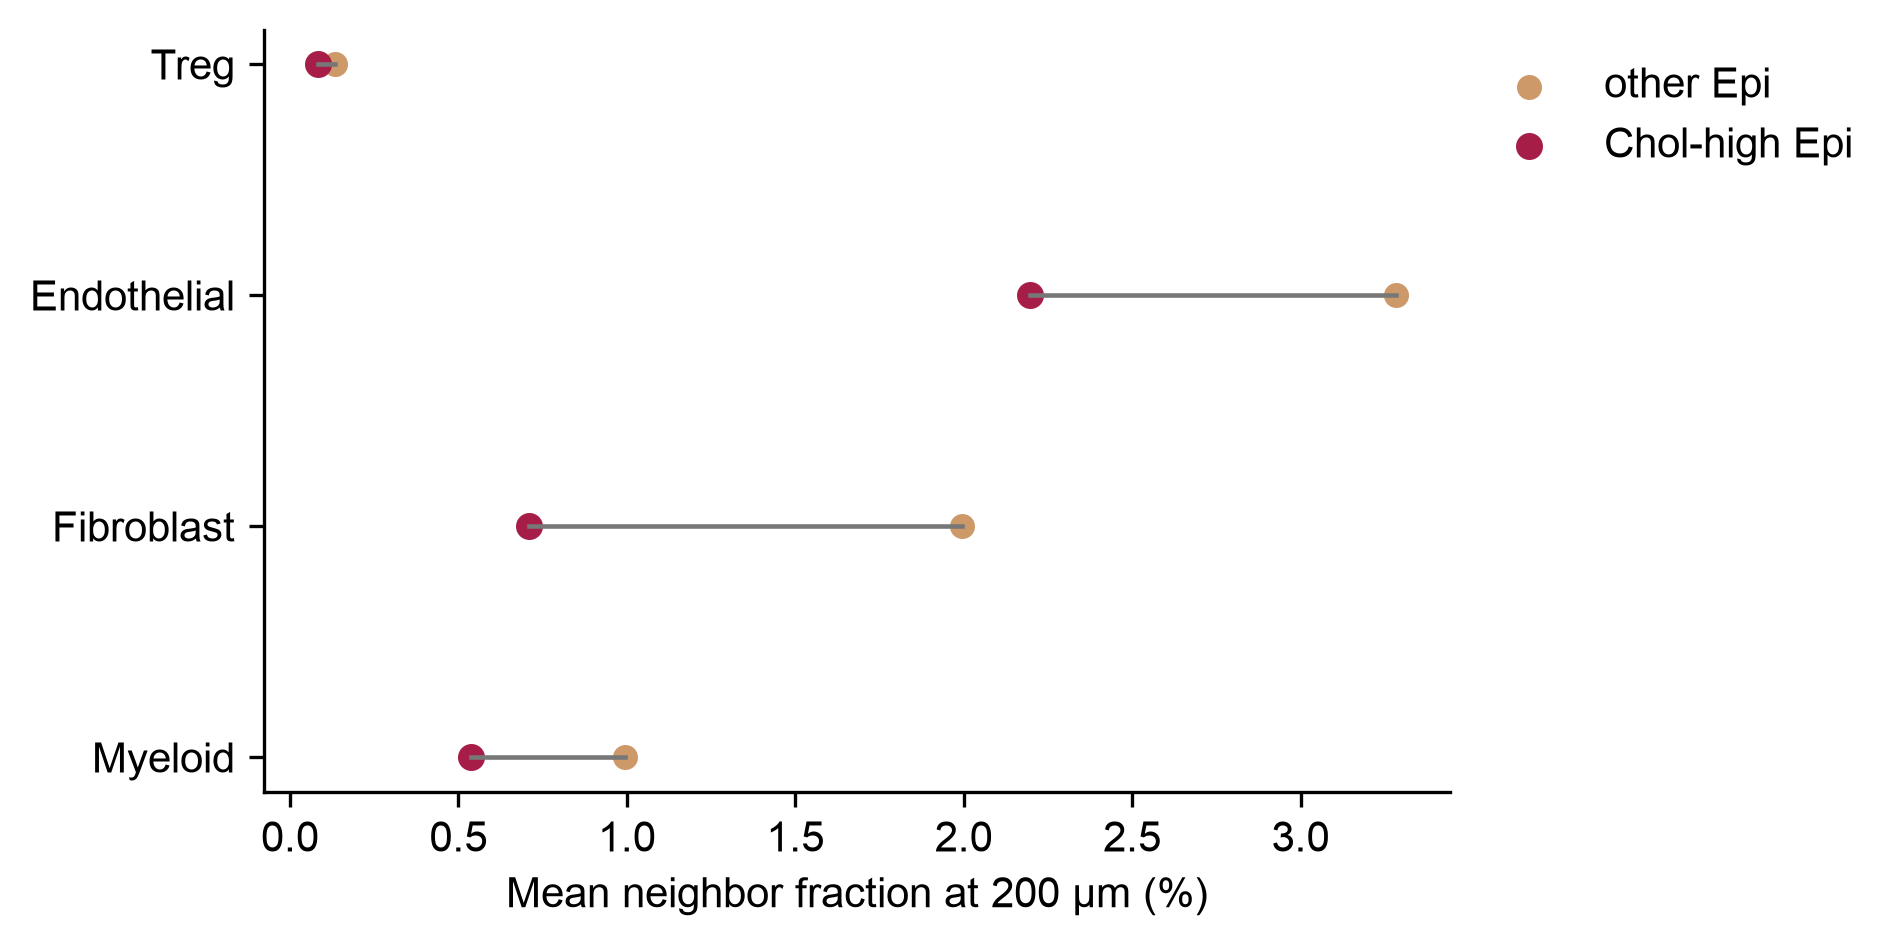 Treg
Endothelial
Fibroblast
Myeloid
0.0 0.5 1.0 1.5 2.0 2.5 3.0
Mean neighbor fraction at 200 µm (%)
other Epi
Chol-high Epi